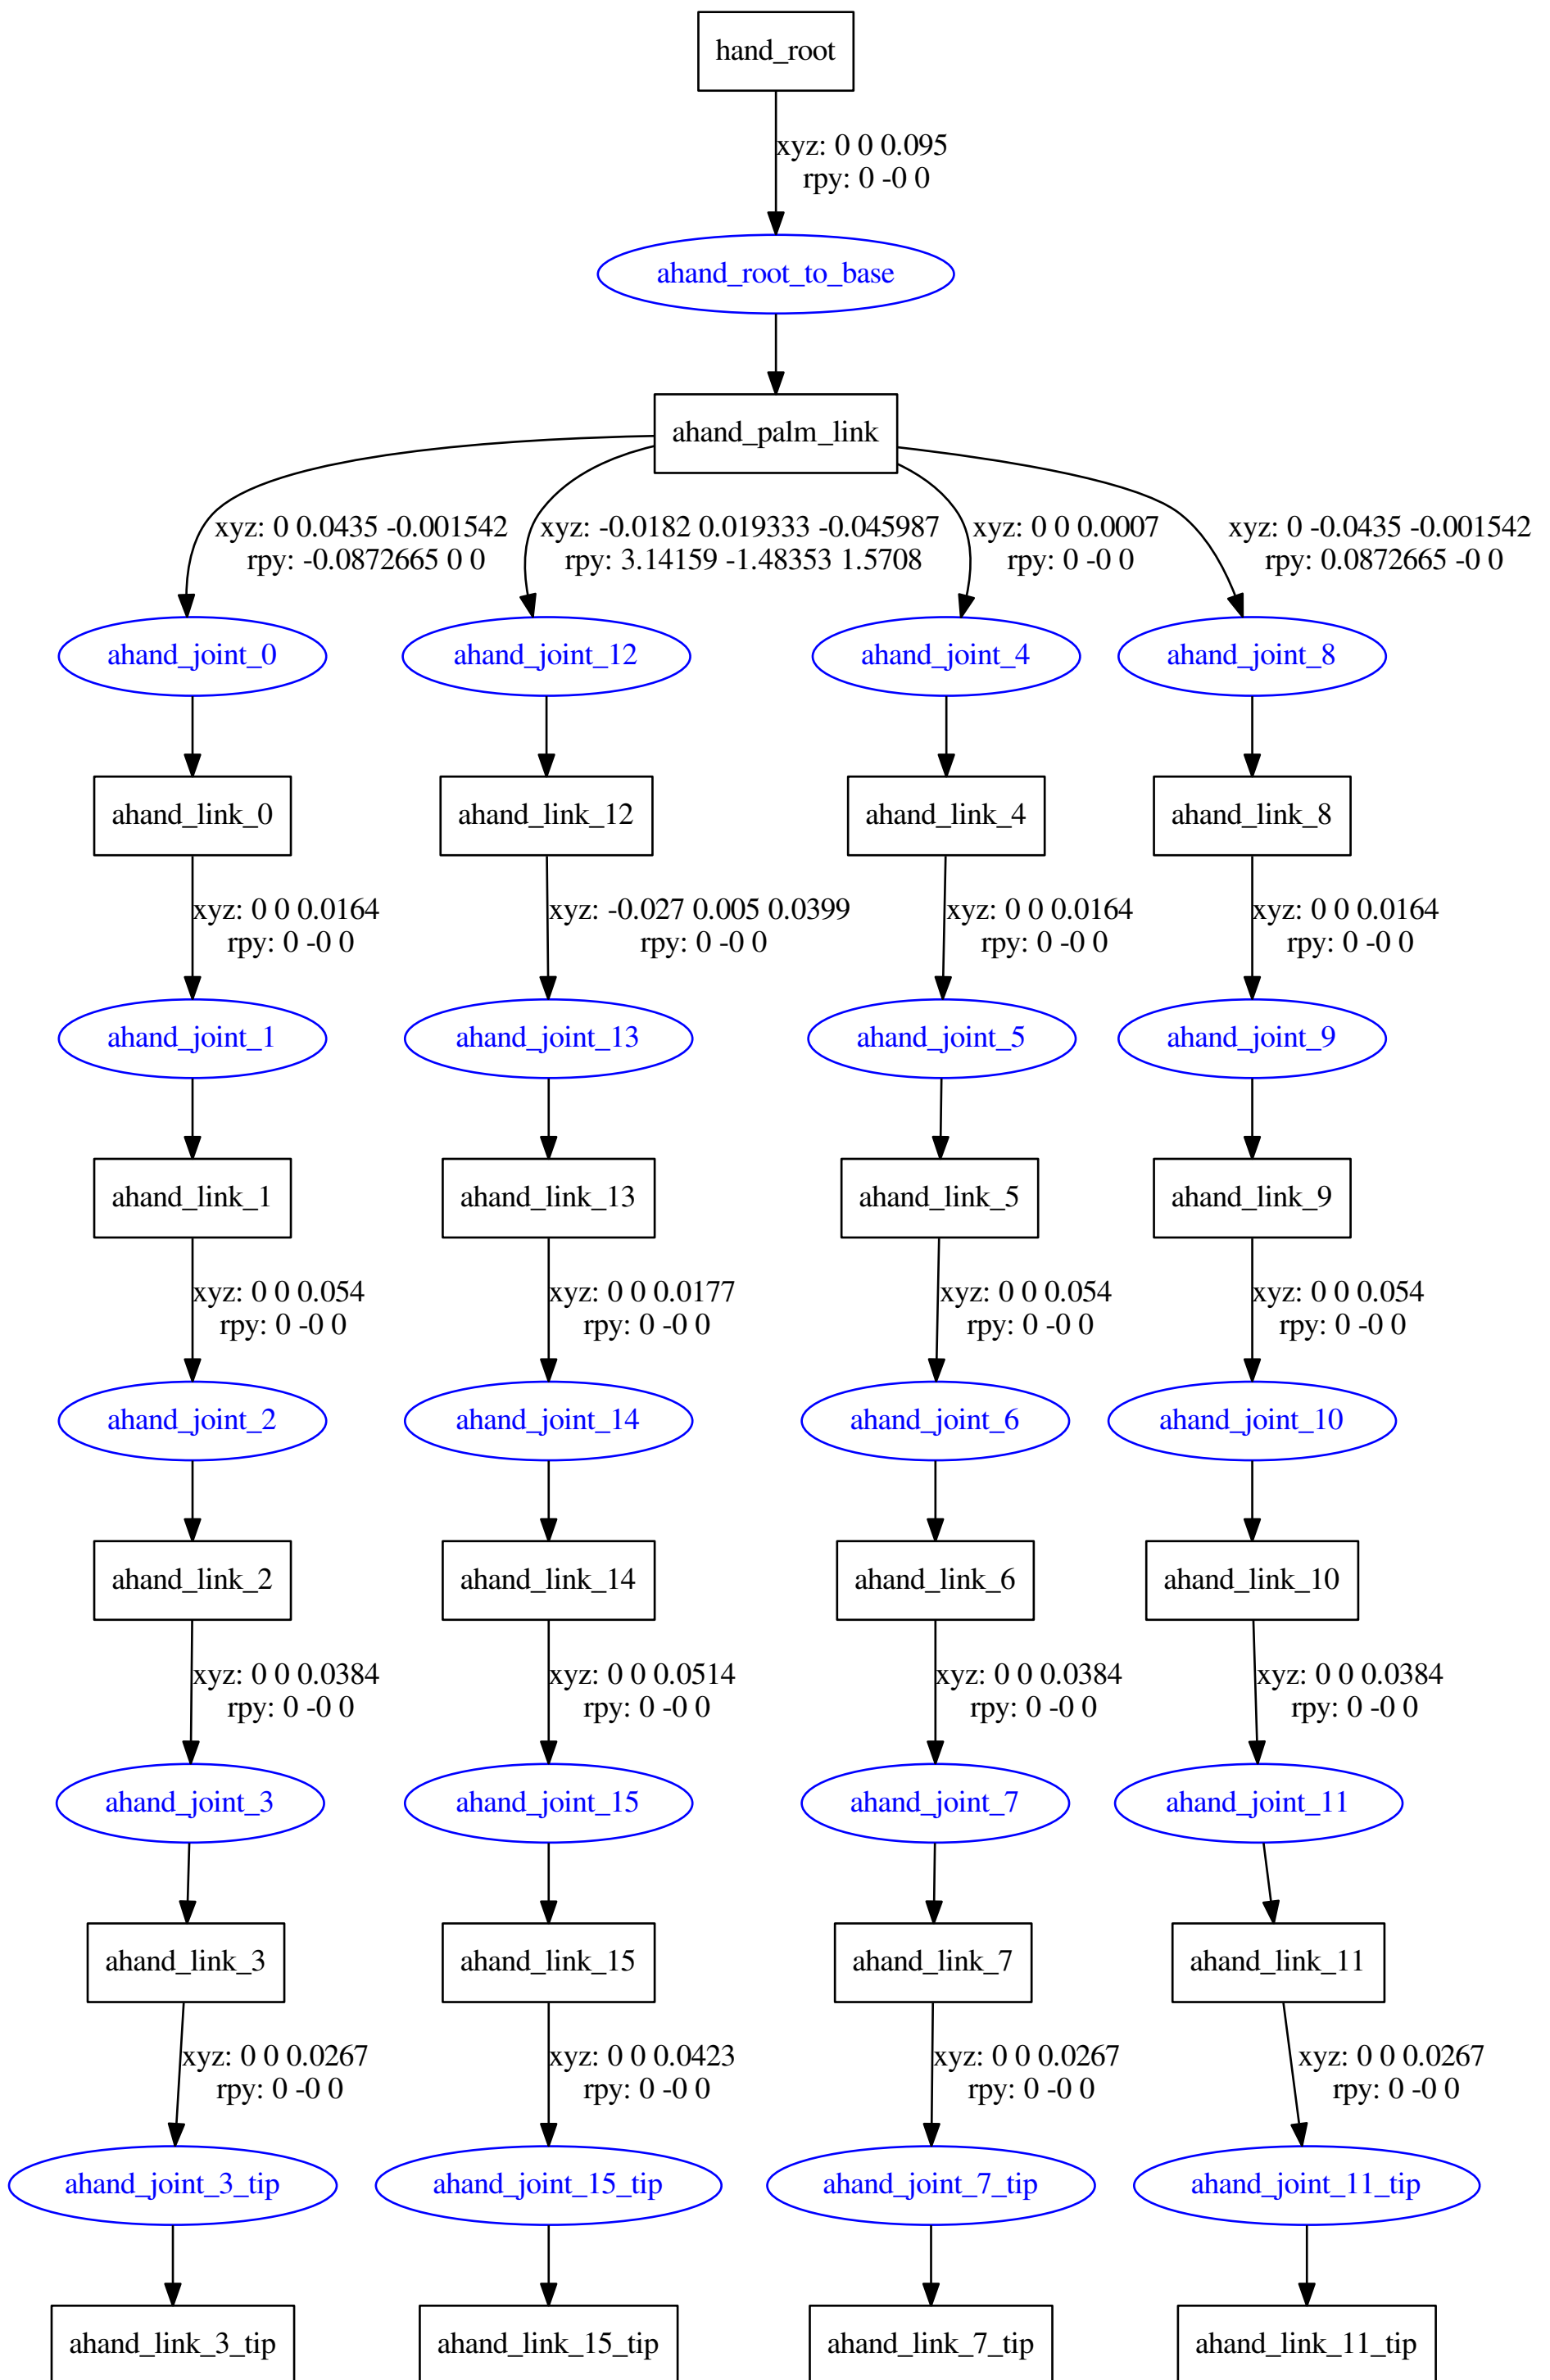 hand_root
xyz: 0 0 0.095
rpy: 0 -0 0
ahand_root_to_base
ahand_palm_link
xyz: 0 0.0435 -0.001542
rpy: -0.0872665 0 0
xyz: -0.0182 0.019333 -0.045987
rpy: 3.14159 -1.48353 1.5708
xyz: 0 0 0.0007
rpy: 0 -0 0
xyz: 0 -0.0435 -0.001542
rpy: 0.0872665 -0 0
ahand_joint_0
ahand_joint_12
ahand_joint_4
ahand_joint_8
ahand_link_0
ahand_link_12
ahand_link_4
ahand_link_8
xyz: 0 0 0.0164
rpy: 0 -0 0
xyz: -0.027 0.005 0.0399
rpy: 0 -0 0
xyz: 0 0 0.0164
rpy: 0 -0 0
xyz: 0 0 0.0164
rpy: 0 -0 0
ahand_joint_1
ahand_joint_13
ahand_joint_5
ahand_joint_9
ahand_link_1
ahand_link_13
ahand_link_5
ahand_link_9
xyz: 0 0 0.054
rpy: 0 -0 0
xyz: 0 0 0.0177
rpy: 0 -0 0
xyz: 0 0 0.054
rpy: 0 -0 0
xyz: 0 0 0.054
rpy: 0 -0 0
ahand_joint_2
ahand_joint_14
ahand_joint_6
ahand_joint_10
ahand_link_2
ahand_link_14
ahand_link_6
ahand_link_10
xyz: 0 0 0.0384
rpy: 0 -0 0
xyz: 0 0 0.0514
rpy: 0 -0 0
xyz: 0 0 0.0384
rpy: 0 -0 0
xyz: 0 0 0.0384
rpy: 0 -0 0
ahand_joint_3
ahand_joint_15
ahand_joint_7
ahand_joint_11
ahand_link_3
ahand_link_15
ahand_link_7
ahand_link_11
xyz: 0 0 0.0267
rpy: 0 -0 0
xyz: 0 0 0.0423
rpy: 0 -0 0
xyz: 0 0 0.0267
rpy: 0 -0 0
xyz: 0 0 0.0267
rpy: 0 -0 0
ahand_joint_3_tip
ahand_joint_15_tip
ahand_joint_7_tip
ahand_joint_11_tip
ahand_link_3_tip
ahand_link_15_tip
ahand_link_7_tip
ahand_link_11_tip